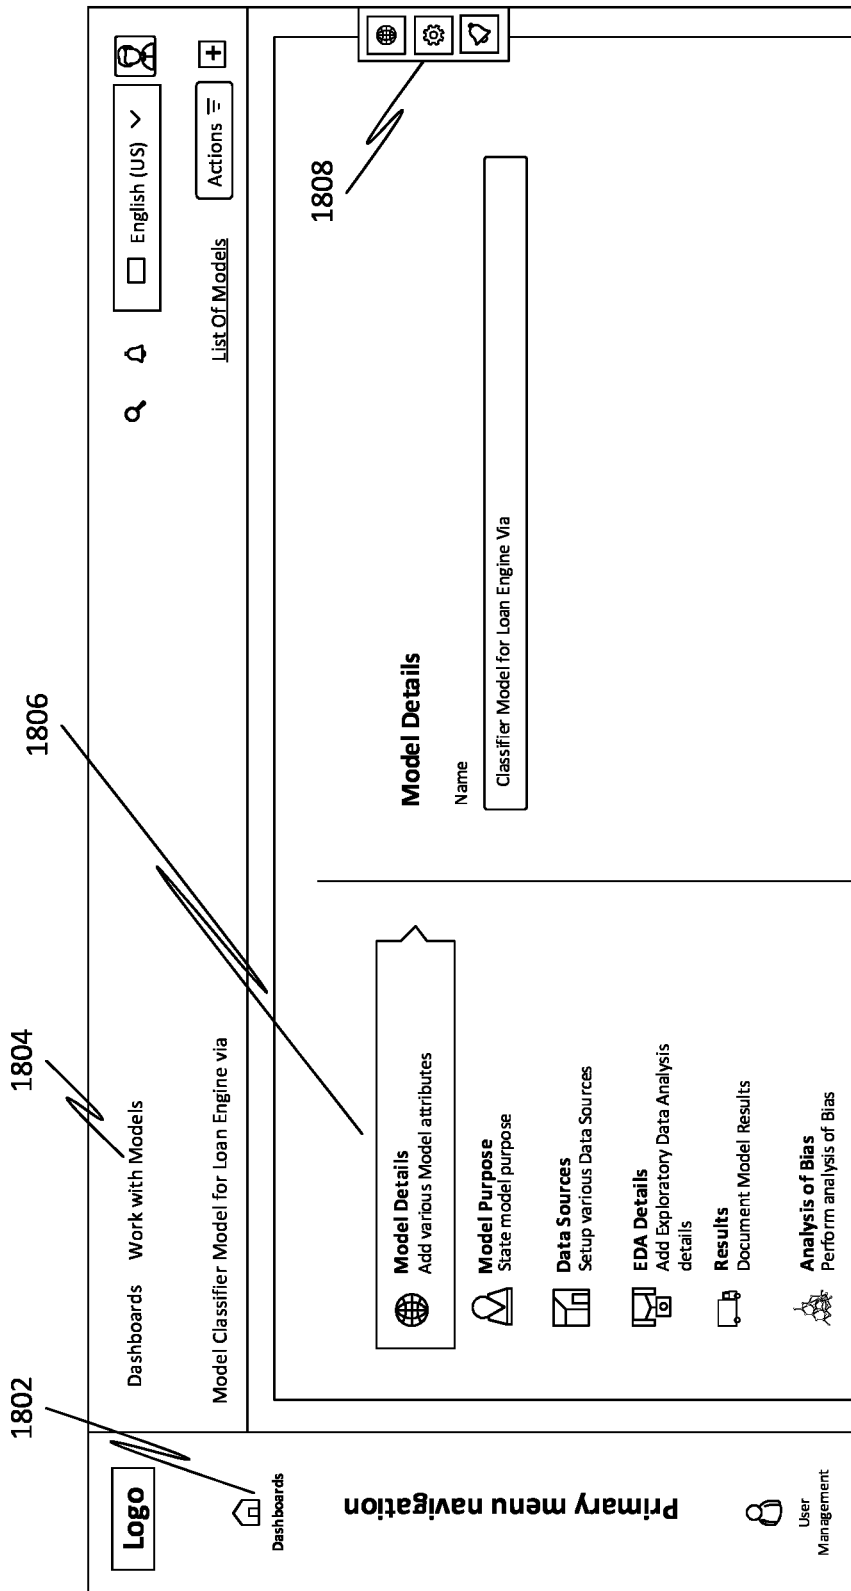 1802
1804
1806
1808
Logo
Dashboards
Primary menu navigation
User
Management
Dashboards
Work with Models
English (US)
Model Classifier Model for Loan Engine via
List Of Models
Actions
Model Details
Add various Model attributes
Model Purpose
State model purpose
Data Sources
Setup various Data Sources
EDA Details
Add Exploratory Data Analysis
details
Results
Document Model Results
Analysis of Bias
Perform analysis of Bias
Model Details
Name
Classifier Model for Loan Engine Via